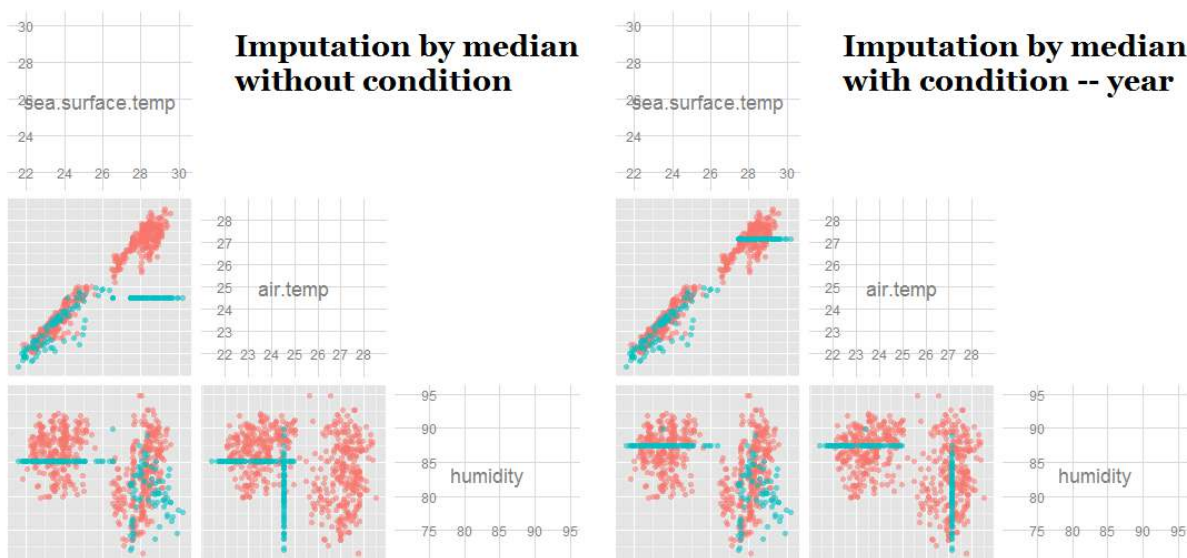 30
28
26
24
sea.surface.temp
22 24 26 28 30
Imputation by median
without condition
28
27
26
25
24
23
air.temp
22 23 24 25 26 27 28
95
90
85
80
75
humidity
75 80 85 90 95
30
28
26
24
sea.surface.temp
22 24 26 28 30
Imputation by median
with condition -- year
28
27
26
25
24
23
air.temp
22 23 24 25 26 27 28
95
90
85
80
75
humidity
75 80 85 90 95